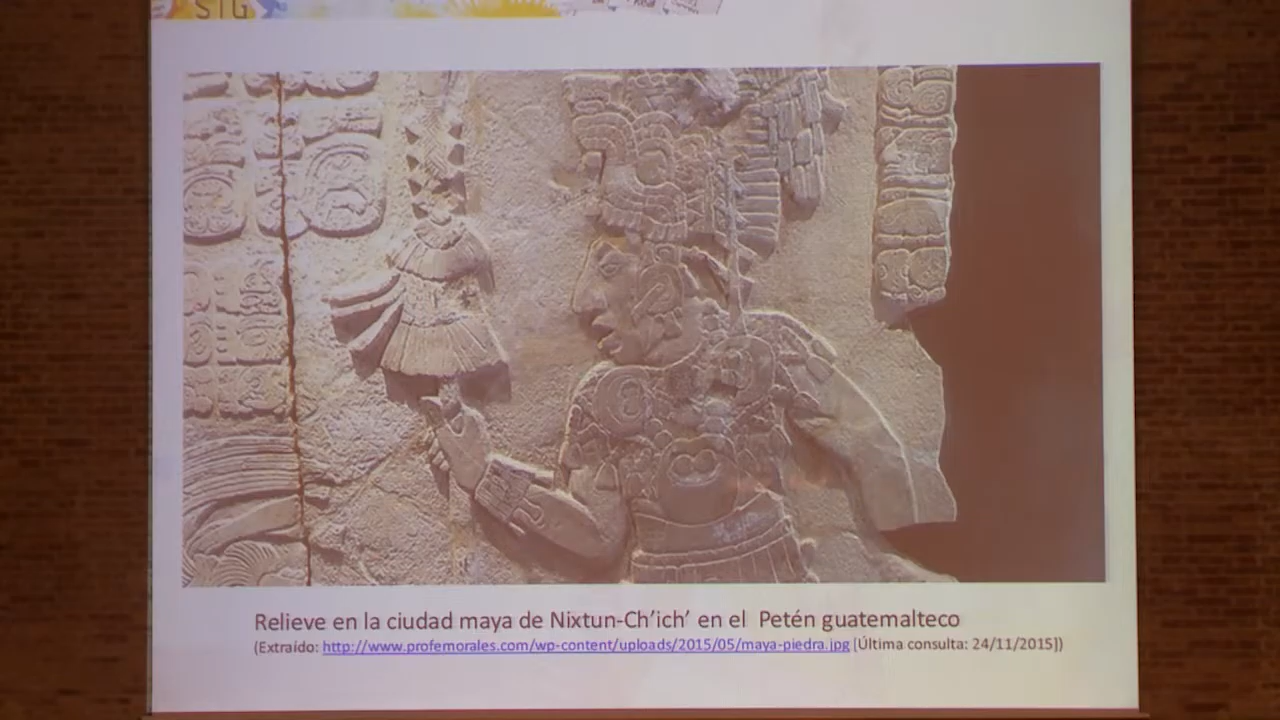 SIG
Relieve en la ciudad maya de Nixtun-Ch’ich’ en el Petén guatemalteco
(Extraído: http://www.profemorales.com/wp-content/uploads/2015/05/maya-piedra.jpg [Última consulta: 24/11/2015])